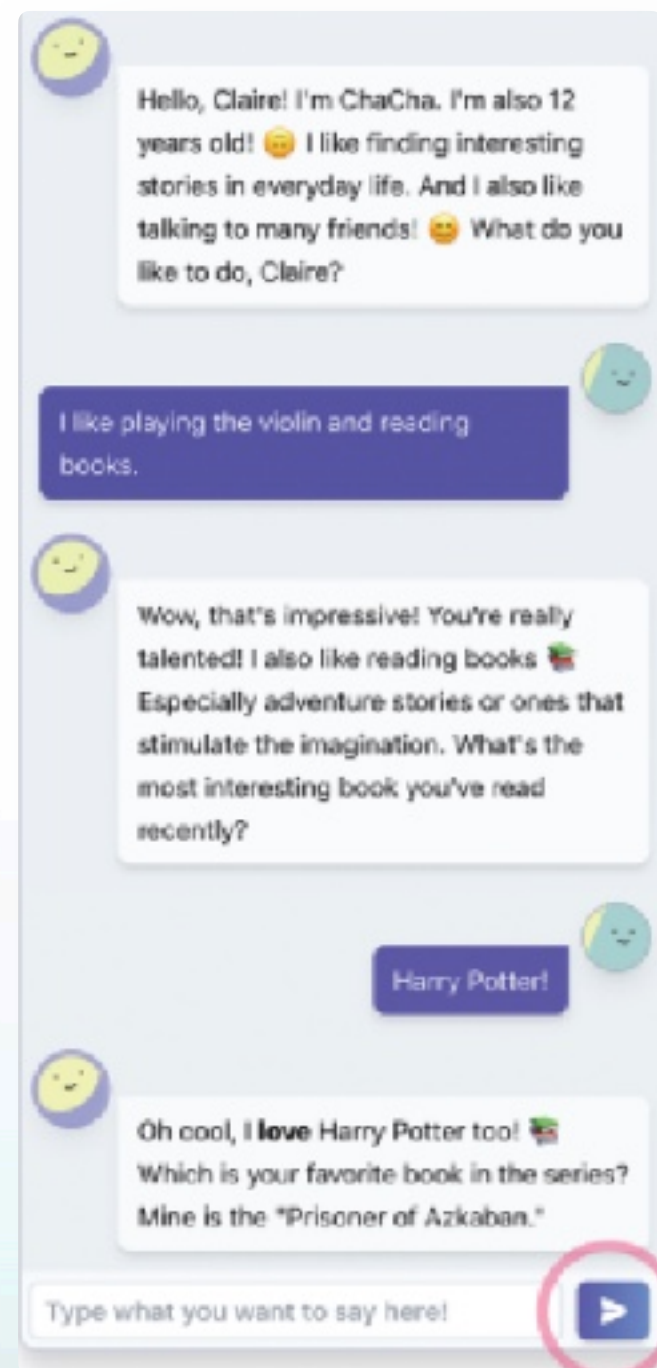 Hello, Claire! I'm ChaCha. I'm also 12
years old! 🙃 I like finding interesting
stories in everyday life. And I also like
talking to many friends! 😊 What do you
like to do, Claire?
I like playing the violin and reading
books.
Wow, that's impressive! You're really
talented! I also like reading books 📚
Especially adventure stories or ones that
stimulate the imagination. What's the
most interesting book you've read
recently?
Harry Potter!
Oh cool, I love Harry Potter too! 📚
Which is your favorite book in the series?
Mine is the "Prisoner of Azkaban."
Type what you want to say here!